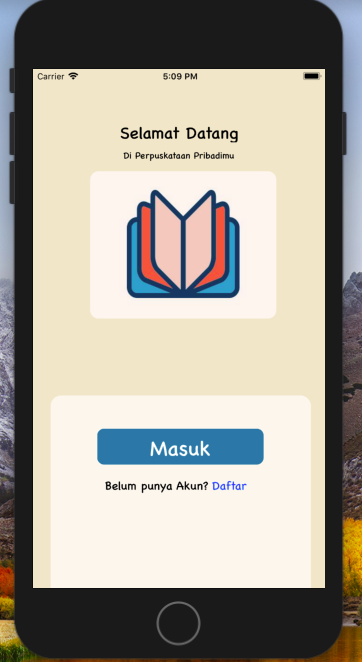 Carrier 5:09 PM
Selamat Datang
Di Perpuskataan Pribadimu
Masuk
Belum punya Akun? Daftar